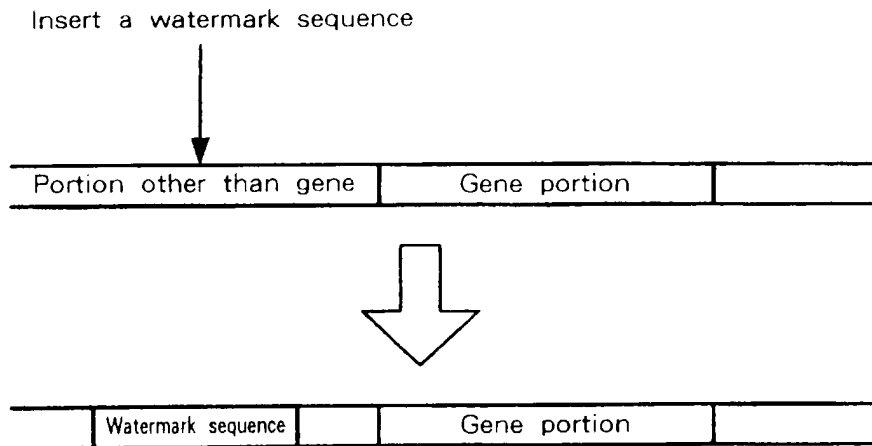 Insert a watermark sequence
Portion other than gene Gene portion
Watermark sequence Gene portion